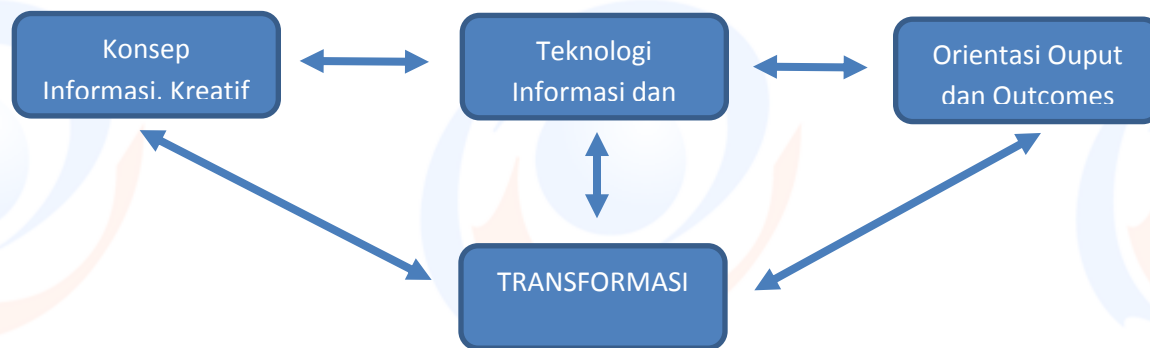 Konsep
Informasi, Kreatif
Teknologi
Informasi dan
Orientasi Ouput
dan Outcomes
TRANSFORMASI